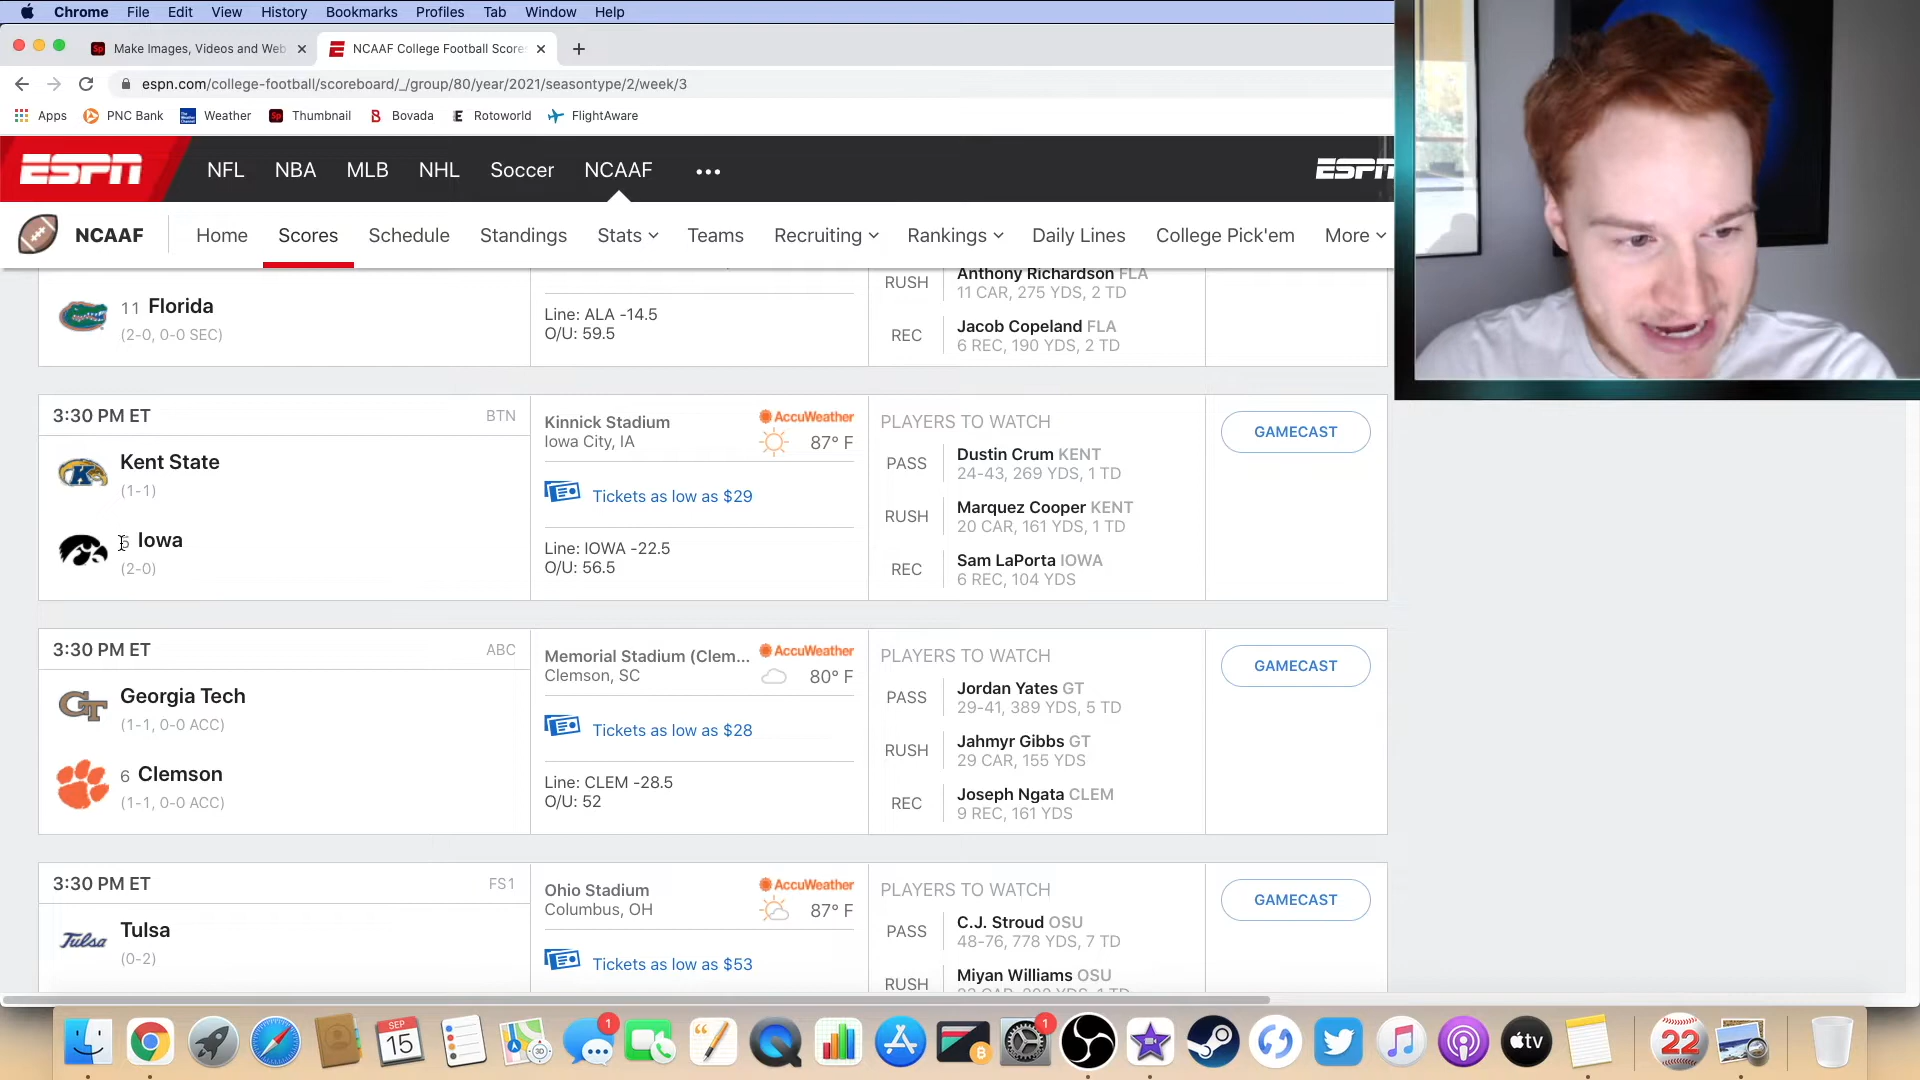 Chrome File Edit View History Bookmarks Profiles Tab Window Help
Sp Make Images, Videos and Web NCAAF College Football Score
espn.com/college-football/scoreboard/_/group/80/year/2021/seasontype/2/week/3
Apps PNC Bank Weather Sp Thumbnail B Bovada E Rotoworld FlightAware
ESPN NFL NBA MLB NHL Soccer NCAAF ESPN
NCAAF Home Scores Schedule Standings Stats Teams Recruiting Rankings Daily Lines College Pick'em More
11 Florida
(2-0, 0-0 SEC)
Line: ALA -14.5
O/U: 59.5
RUSH Anthony Richardson FLA
11 CAR, 275 YDS, 2 TD
REC Jacob Copeland FLA
6 REC, 190 YDS, 2 TD
3:30 PM ET BTN
Kent State
(1-1)
Iowa
(2-0)
Kinnick Stadium
Iowa City, IA
AccuWeather
87° F
Tickets as low as $29
Line: IOWA -22.5
O/U: 56.5
PLAYERS TO WATCH
PASS Dustin Crum KENT
24-43, 269 YDS, 1 TD
RUSH Marquez Cooper KENT
20 CAR, 161 YDS, 1 TD
REC Sam LaPorta IOWA
6 REC, 104 YDS
GAMECAST
3:30 PM ET ABC
GT Georgia Tech
(1-1, 0-0 ACC)
6 Clemson
(1-1, 0-0 ACC)
Memorial Stadium (Clem...
Clemson, SC
AccuWeather
80° F
Tickets as low as $28
Line: CLEM -28.5
O/U: 52
PLAYERS TO WATCH
PASS Jordan Yates GT
29-41, 389 YDS, 5 TD
RUSH Jahmyr Gibbs GT
29 CAR, 155 YDS
REC Joseph Ngata CLEM
9 REC, 161 YDS
GAMECAST
3:30 PM ET FS1
Tulsa Tulsa
(0-2)
Ohio Stadium
Columbus, OH
AccuWeather
87° F
Tickets as low as $53
PLAYERS TO WATCH
PASS C.J. Stroud OSU
48-76, 778 YDS, 7 TD
RUSH Miyan Williams OSU
GAMECAST
SEP
15
3D
1
1
tv
22